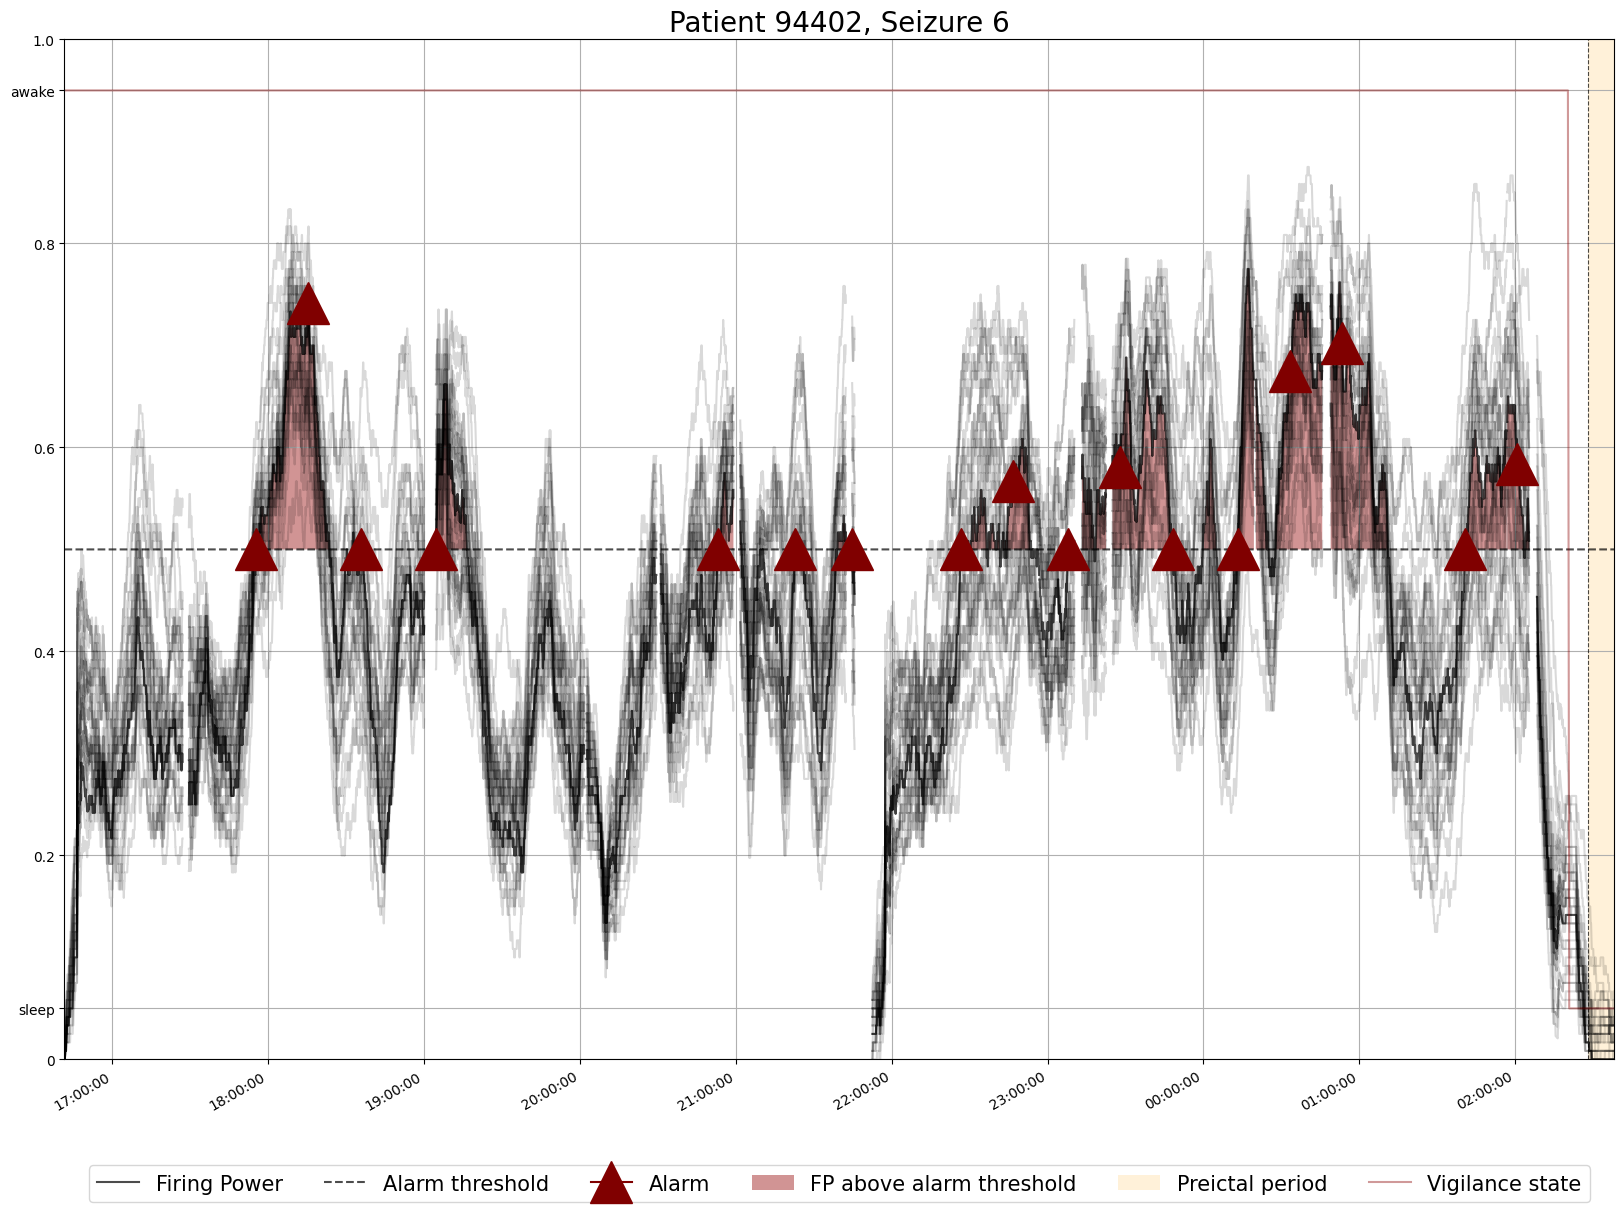 Patient 94402, Seizure 6
1.0
awake
0.8
0.6
0.4
0.2
sleep
0
17:00:00
18:00:00
19:00:00
20:00:00
21:00:00
22:00:00
23:00:00
00:00:00
01:00:00
02:00:00
Firing Power
Alarm threshold
Alarm
FP above alarm threshold
Preictal period
Vigilance state